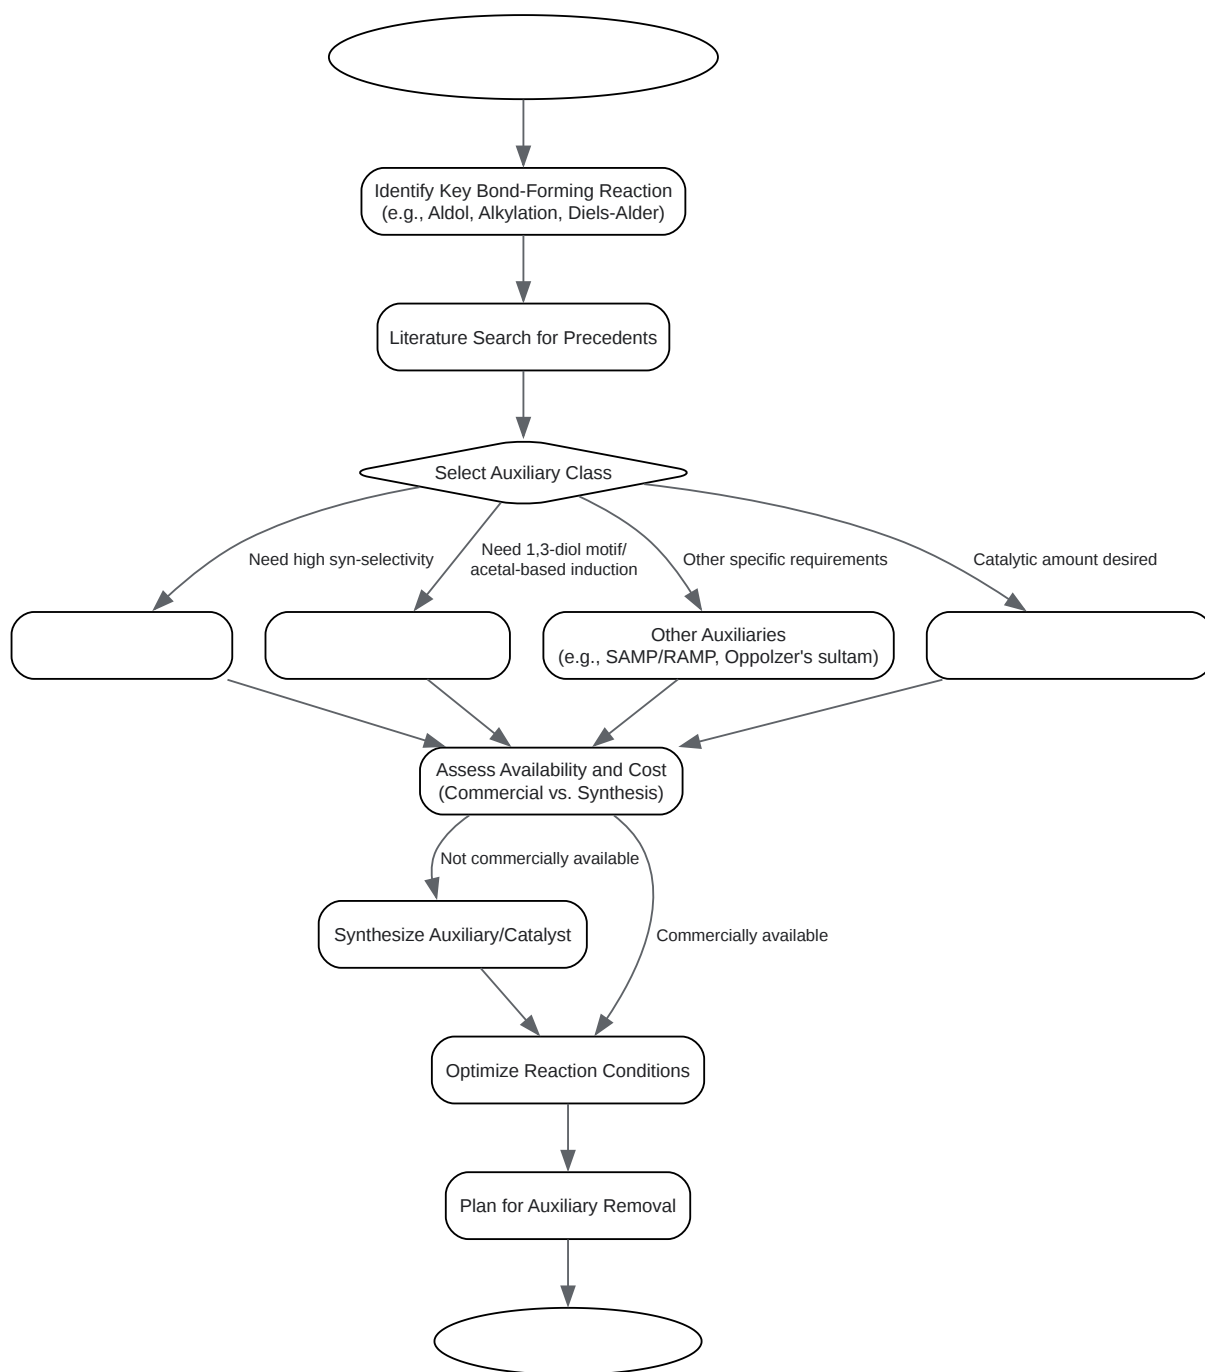 Identify Key Bond-Forming Reaction
(e.g., Aldol, Alkylation, Diels-Alder)
Literature Search for Precedents
Select Auxiliary Class
Need high syn-selectivity
Need 1,3-diol motif/
acetal-based induction
Other specific requirements
Catalytic amount desired
Other Auxiliaries
(e.g., SAMP/RAMP, Oppolzer's sultam)
Assess Availability and Cost
(Commercial vs. Synthesis)
Not commercially available
Synthesize Auxiliary/Catalyst
Commercially available
Optimize Reaction Conditions
Plan for Auxiliary Removal